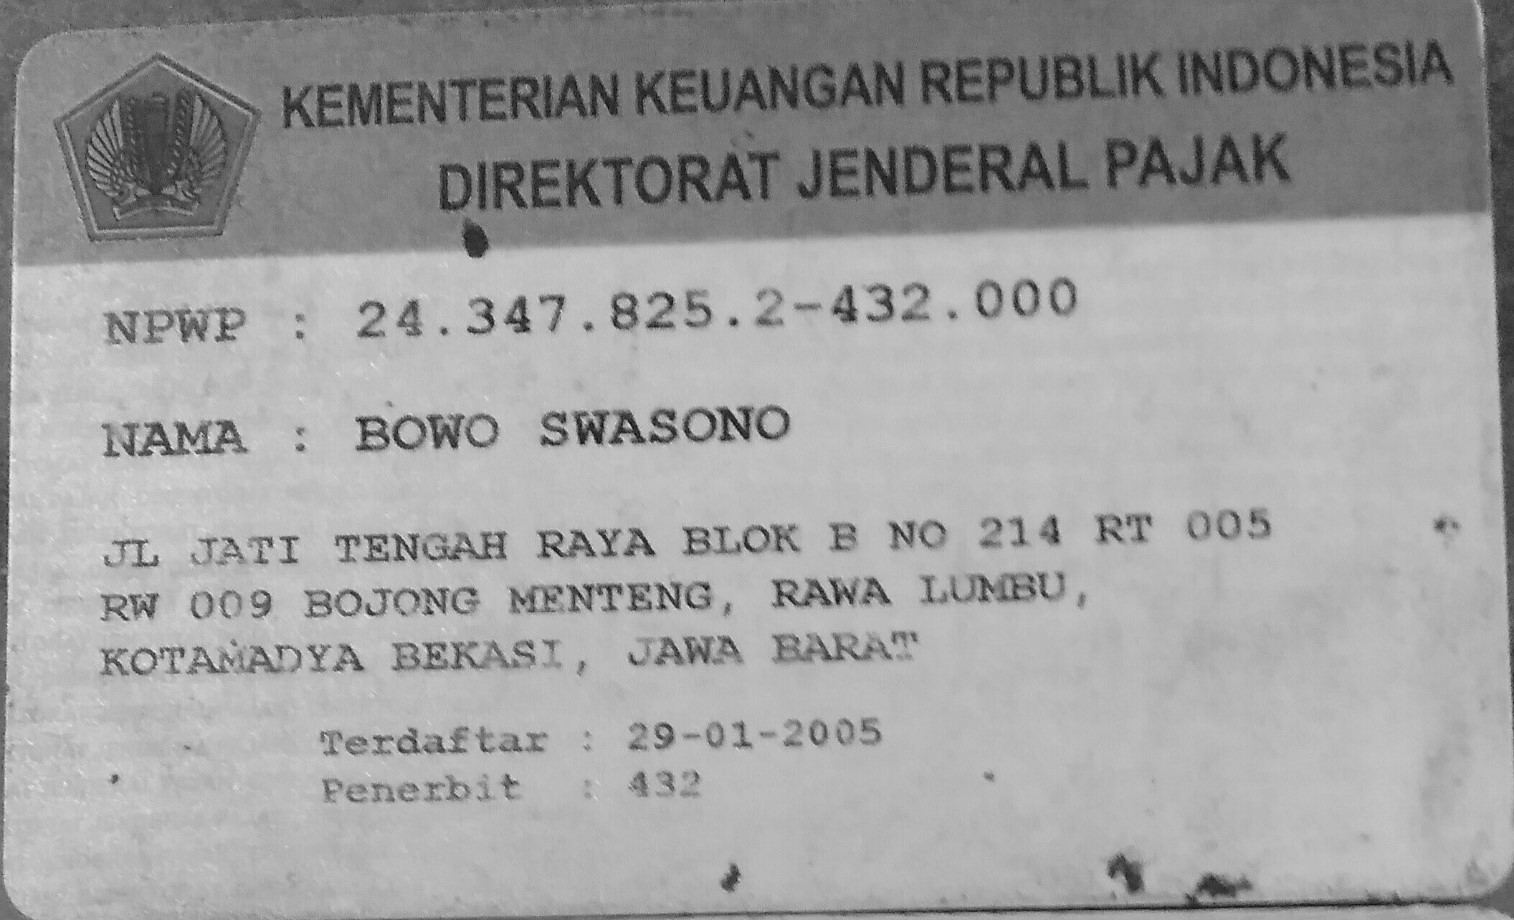 KEMENTERIAN KEUANGAN REPUBLIK INDONESIA
DIREKTORAT JENDERAL PAJAK
NPWP : 24.347.825.2-432.000
NAMA : BOWO SWASONO
JL JATI TENGAH RAYA BLOK B NO 214 RT 005
RW 009 BOJONG MENTENG, RAWA LUMBU,
KOTAMADYA BEKASI, JAWA BARAT
Terdaftar : 29-01-2005
Penerbit : 432